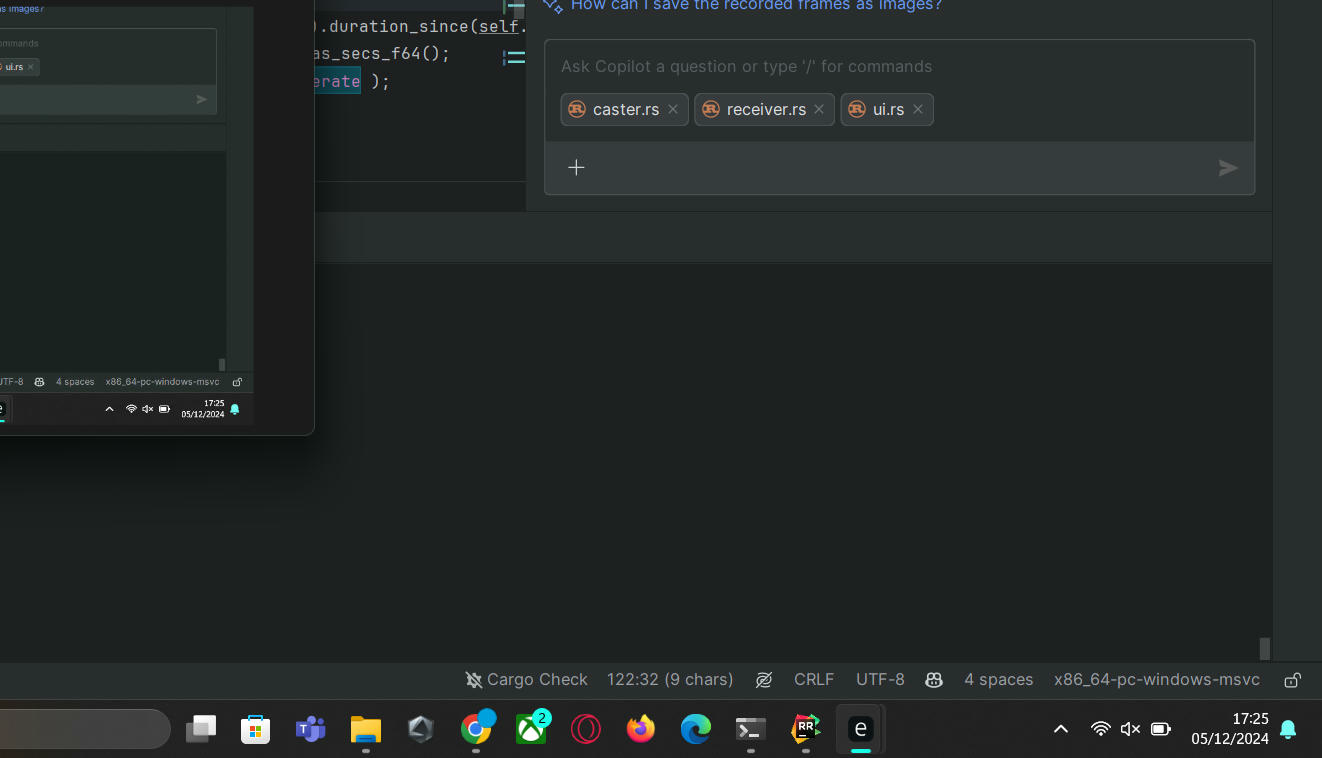 How can I save the recorded frames as images?
as images?
).duration_since(self.
ommands
as_secs_f64();
Ask Copilot a question or type '/' for commands
ui.rs
erate );
caster.rs receiver.rs ui.rs
UTF-8 4 spaces x86_64-pc-windows-msvc
17:25
05/12/2024
Cargo Check 122:32 (9 chars) CRLF UTF-8 4 spaces x86_64-pc-windows-msvc
2
T
RR
e
17:25
05/12/2024